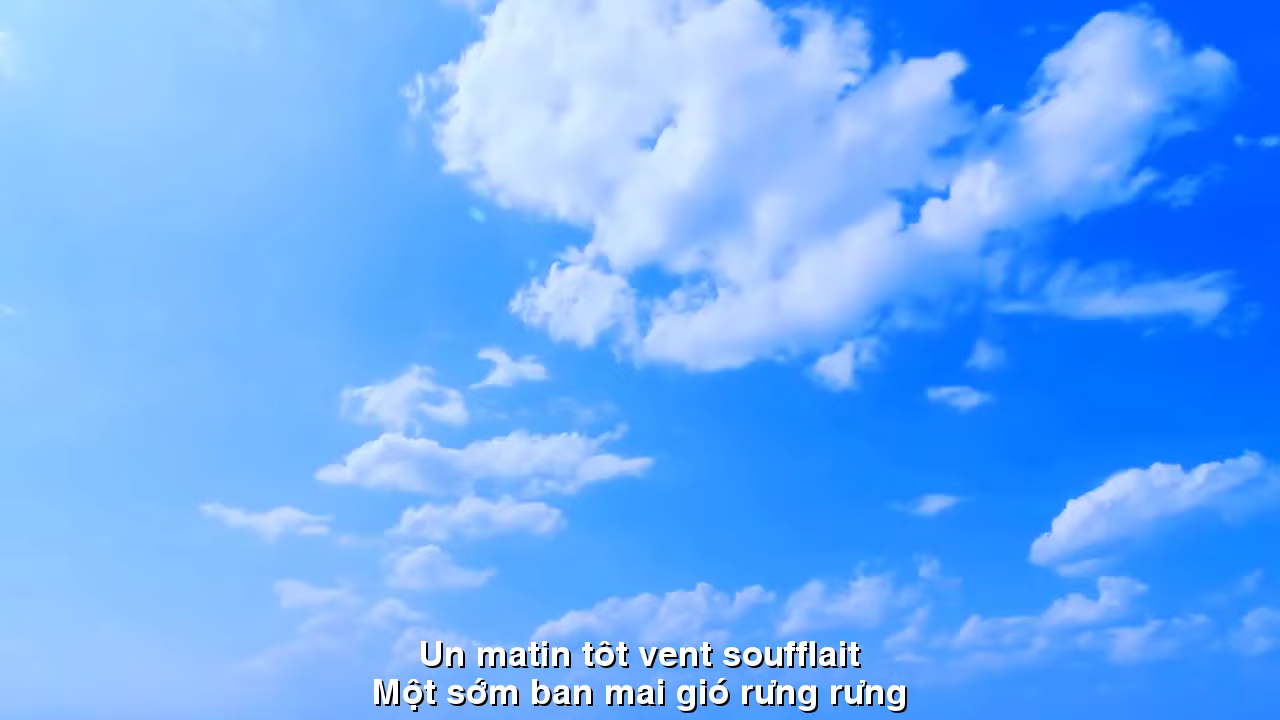 Un matin tôt vent soufflait
Một sớm ban mai gió rưng rưng